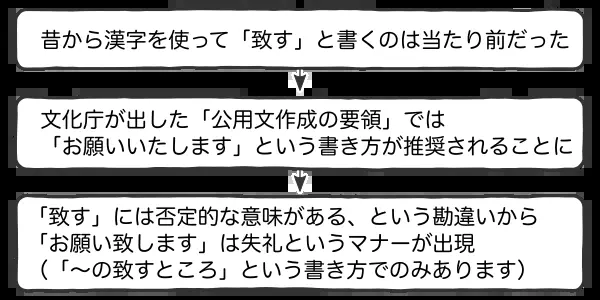 昔から漢字を使って「致す」と書くのは当たり前だった
文化庁が出した「公用文作成の要領」では
「お願いいたします」という書き方が推奨されることに
「致す」には否定的な意味がある、という勘違いから
「お願い致します」は失礼というマナーが出現
（「〜の致すところ」という書き方でのみあります）